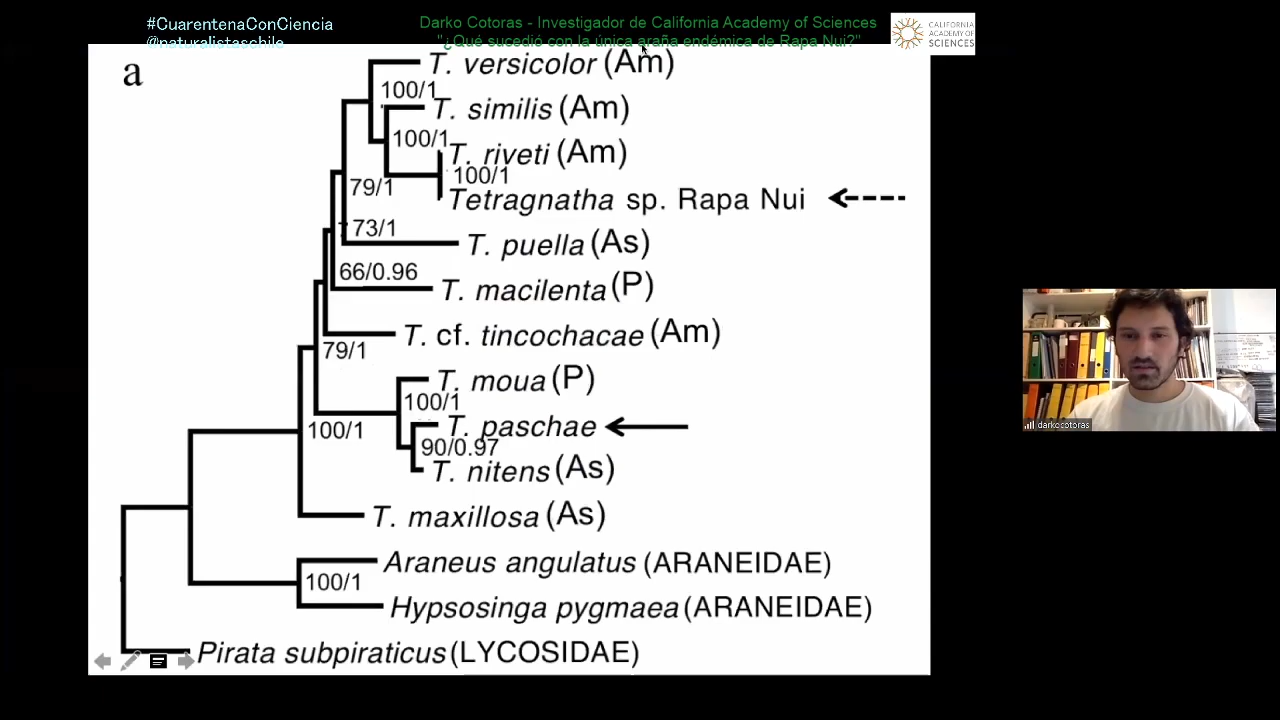 #CuarentenaConCiencia
@naturalistaschile
Darko Cotoras - Investigador de California Academy of Sciences
"¿Qué sucedió con la única araña endémica de Rapa Nui?"
CALIFORNIA
ACADEMY OF
SCIENCES
a
T. versicolor (Am)
100/1
T. similis (Am)
100/1
T. riveti (Am)
100/1
79/1
Tetragnatha sp. Rapa Nui
73/1
T. puella (As)
66/0.96
T. macilenta (P)
T. cf. tincochacae (Am)
79/1
T. moua (P)
100/1
T. paschae
100/1
90/0.97
T. nitens (As)
T. maxillosa (As)
Araneus angulatus (ARANEIDAE)
100/1
Hypsosinga pygmaea (ARANEIDAE)
Pirata subpiraticus (LYCOSIDAE)
darkocotoras